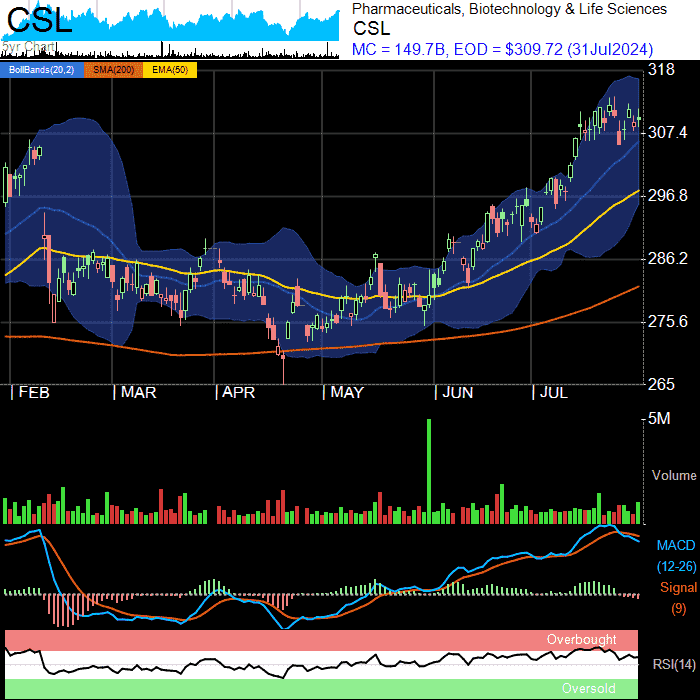 CSL
5yr Chart
Pharmaceuticals, Biotechnology & Life Sciences
CSL
MC = 149.7B, EOD = $309.72 (31Jul2024)
BollBands(20,2) SMA(200) EMA(50)
318
307.4
296.8
286.2
275.6
265
FEB MAR APR MAY JUN JUL
5M
Volume
MACD
(12-26)
Signal
(9)
Overbought
RSI(14)
Oversold